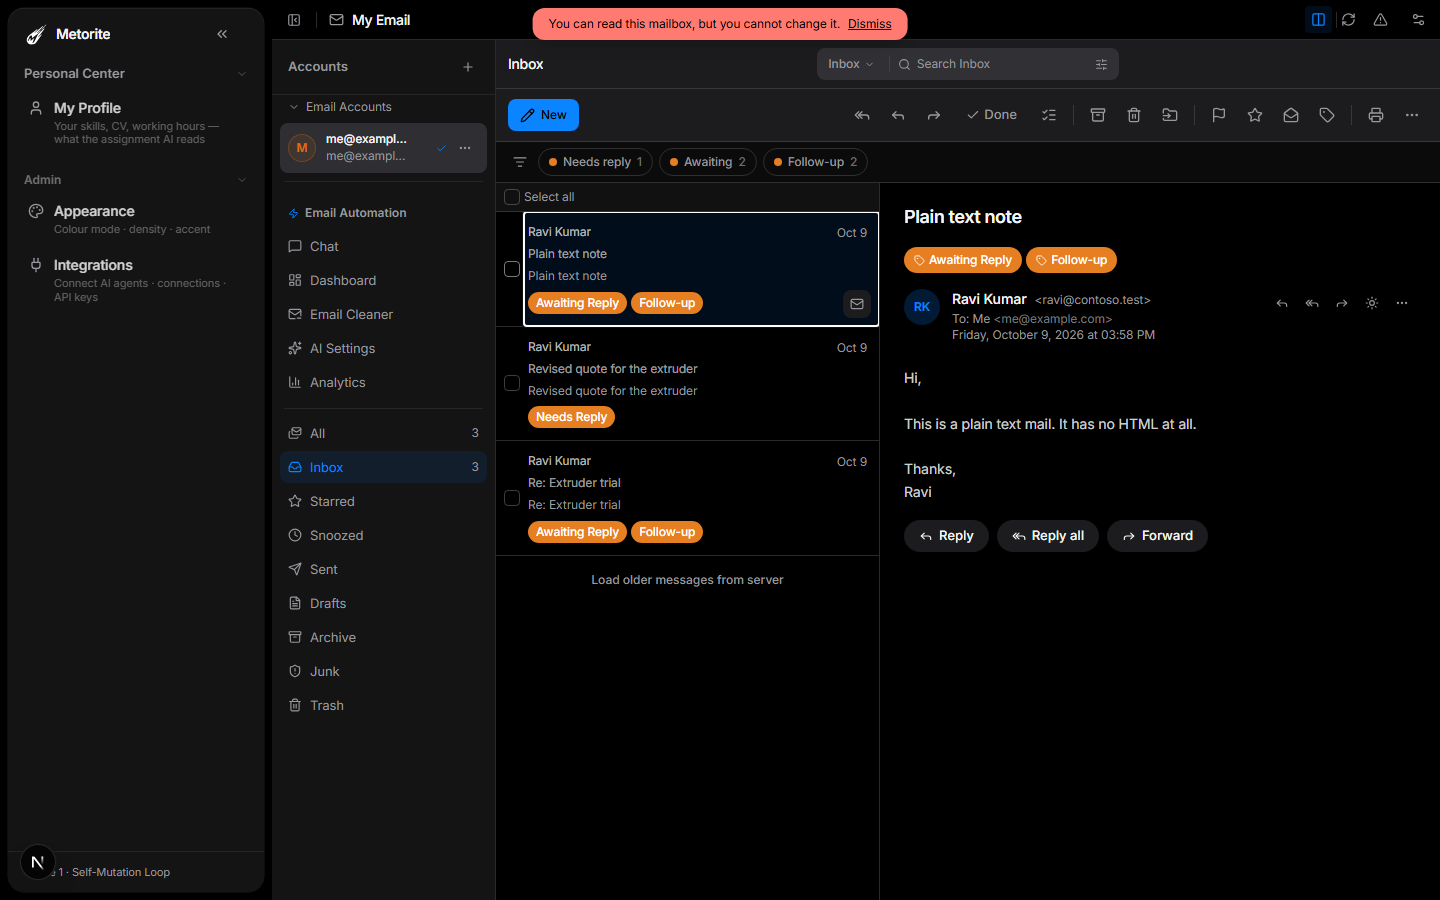 Metorite
Personal Center
My Profile
Your skills, CV, working hours —
what the assignment AI reads
Admin
Appearance
Colour mode · density · accent
Integrations
Connect AI agents · connections ·
API keys
N
1 · Self-Mutation Loop
My Email
You can read this mailbox, but you cannot change it. Dismiss
Accounts
Email Accounts
M
me@exampl...
me@exampl...
Email Automation
Chat
Dashboard
Email Cleaner
AI Settings
Analytics
All 3
Inbox 3
Starred
Snoozed
Sent
Drafts
Archive
Junk
Trash
Inbox
Inbox Search Inbox
New
Done
Needs reply 1 Awaiting 2 Follow-up 2
Select all
Ravi Kumar Oct 9
Plain text note
Plain text note
Awaiting Reply Follow-up
Ravi Kumar Oct 9
Revised quote for the extruder
Revised quote for the extruder
Needs Reply
Ravi Kumar Oct 9
Re: Extruder trial
Re: Extruder trial
Awaiting Reply Follow-up
Load older messages from server
Plain text note
Awaiting Reply Follow-up
RK
Ravi Kumar <ravi@contoso.test>
To: Me <me@example.com>
Friday, October 9, 2026 at 03:58 PM
Hi,
This is a plain text mail. It has no HTML at all.
Thanks,
Ravi
Reply Reply all Forward